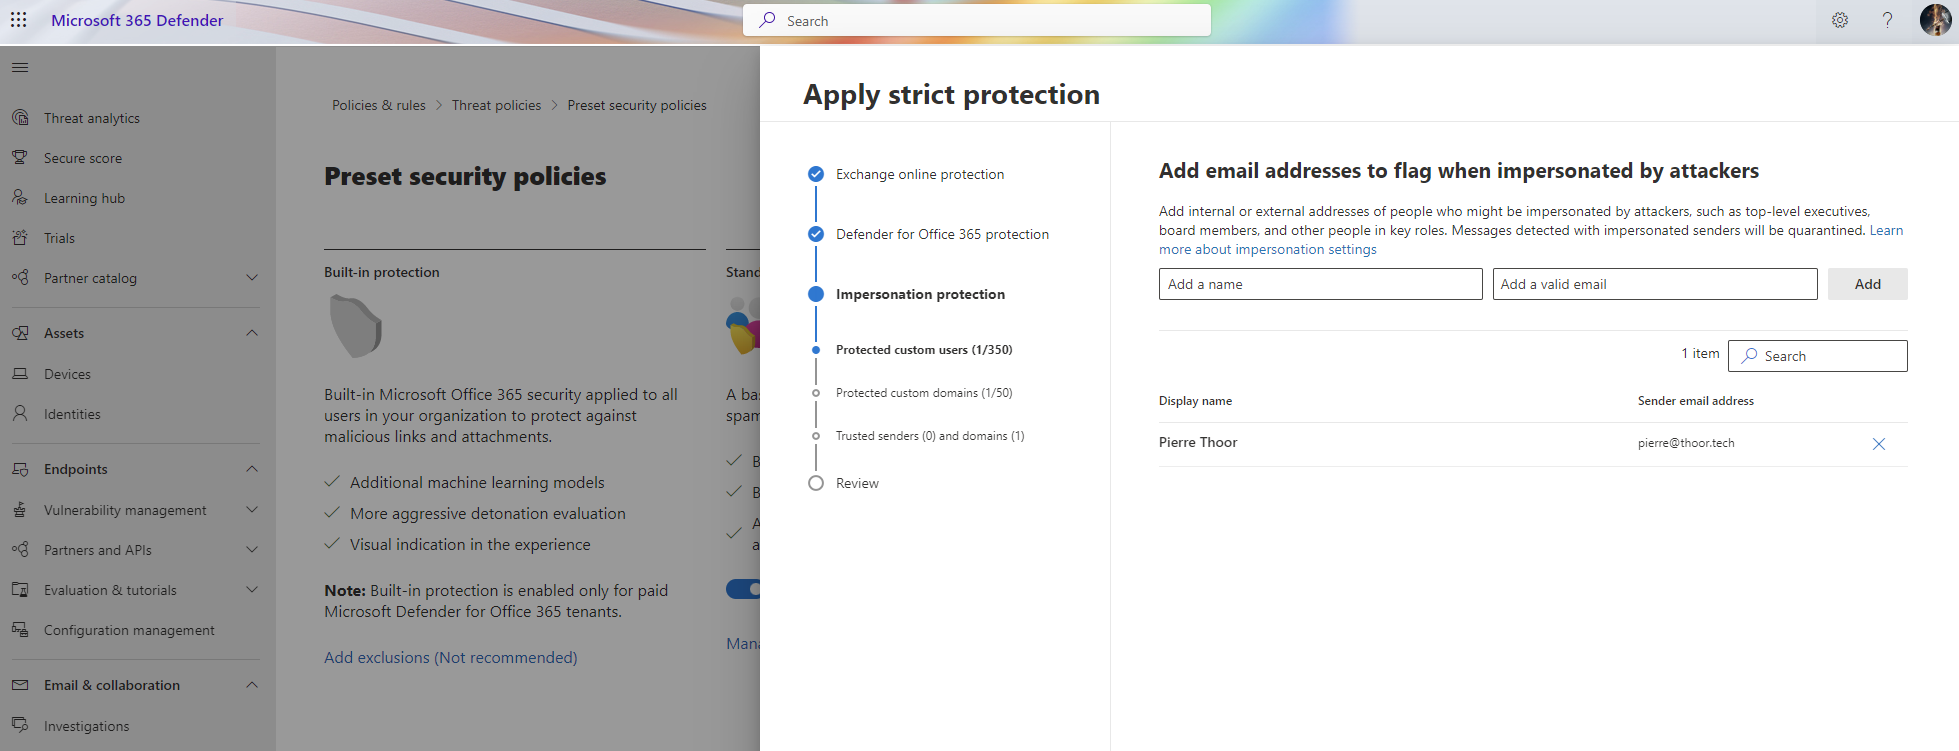 Microsoft 365 Defender
Search
Threat analytics
Secure score
Learning hub
Trials
Partner catalog
Assets
Devices
Identities
Endpoints
Vulnerability management
Partners and APIs
Evaluation & tutorials
Configuration management
Email & collaboration
Investigations
Policies & rules > Threat policies > Preset security policies
Preset security policies
Built-in protection
Built-in Microsoft Office 365 security applied to all
users in your organization to protect against
malicious links and attachments.
Additional machine learning models
More aggressive detonation evaluation
Visual indication in the experience
Note: Built-in protection is enabled only for paid
Microsoft Defender for Office 365 tenants.
Add exclusions (Not recommended)
Stand
A ba
spam
B
B
A
a
Mana
Apply strict protection
Exchange online protection
Defender for Office 365 protection
Impersonation protection
Protected custom users (1/350)
Protected custom domains (1/50)
Trusted senders (0) and domains (1)
Review
Add email addresses to flag when impersonated by attackers
Add internal or external addresses of people who might be impersonated by attackers, such as top-level executives,
board members, and other people in key roles. Messages detected with impersonated senders will be quarantined. Learn
more about impersonation settings
Add a name
Add a valid email
Add
1 item
Search
Display name
Sender email address
Pierre Thoor
pierre@thoor.tech